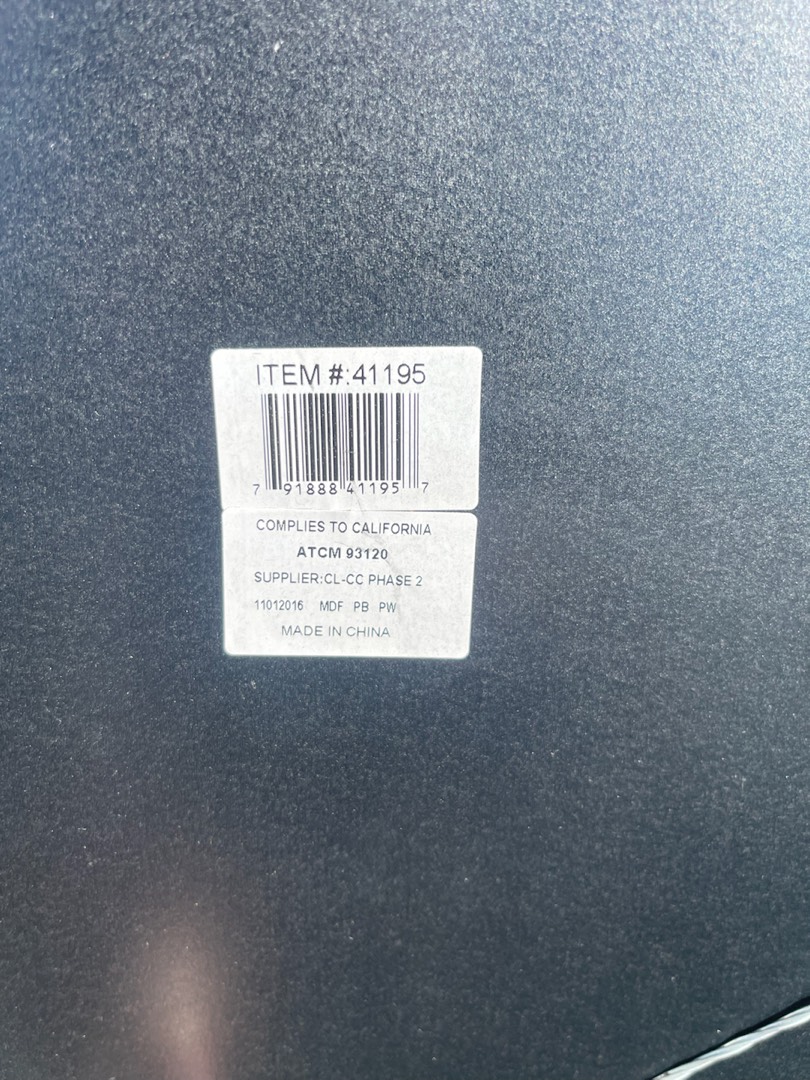 ITEM #:41195
7 91888 41195 7
COMPLIES TO CALIFORNIA
ATCM 93120
SUPPLIER:CL-CC PHASE 2
11012016 MDF PB PW
MADE IN CHINA